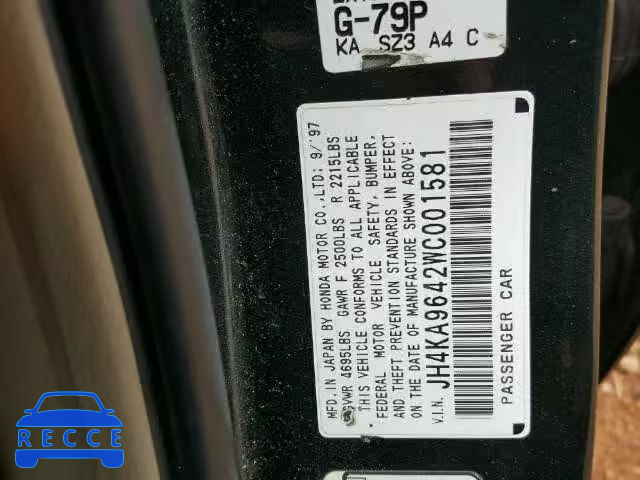 G-79P
KA SZ3 A4 C
MFD. IN JAPAN BY HONDA MOTOR CO.,LTD; 9/'97
GVWR 4695LBS GAWR F 2500LBS R 2215LBS
THIS VEHICLE CONFORMS TO ALL APPLICABLE
FEDERAL MOTOR VEHICLE SAFETY, BUMPER,
AND THEFT PREVENTION STANDARDS IN EFFECT
ON THE DATE OF MANUFACTURE SHOWN ABOVE:
V.I.N. JH4KA9642WC001581
PASSENGER CAR
RECCE